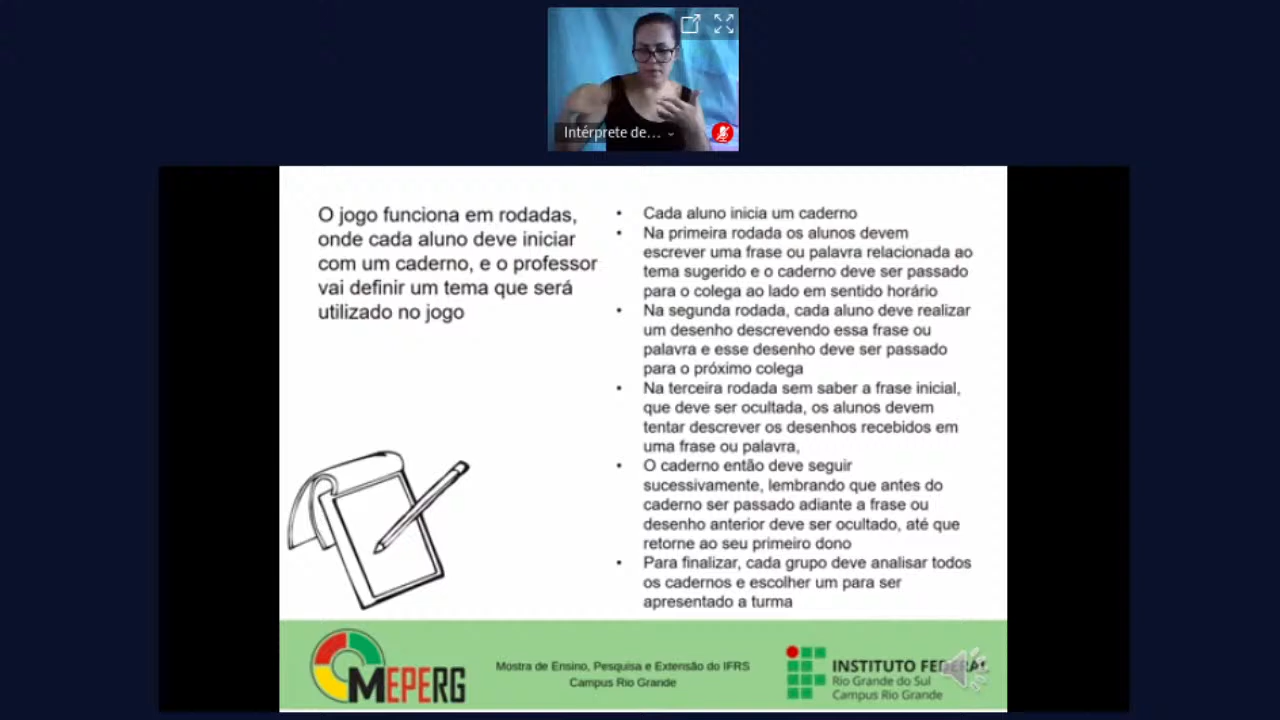 Intérprete de...
O jogo funciona em rodadas,
onde cada aluno deve iniciar
com um caderno, e o professor
vai definir um tema que será
utilizado no jogo
• Cada aluno inicia um caderno
• Na primeira rodada os alunos devem
escrever uma frase ou palavra relacionada ao
tema sugerido e o caderno deve ser passado
para o colega ao lado em sentido horário
• Na segunda rodada, cada aluno deve realizar
um desenho descrevendo essa frase ou
palavra e esse desenho deve ser passado
para o próximo colega
• Na terceira rodada sem saber a frase inicial,
que deve ser ocultada, os alunos devem
tentar descrever os desenhos recebidos em
uma frase ou palavra,
• O caderno então deve seguir
sucessivamente, lembrando que antes do
caderno ser passado adiante a frase ou
desenho anterior deve ser ocultado, até que
retorne ao seu primeiro dono
• Para finalizar, cada grupo deve analisar todos
os cadernos e escolher um para ser
apresentado a turma
MEPERG
Mostra de Ensino, Pesquisa e Extensão do IFRS
Campus Rio Grande
INSTITUTO FEDERAL
Rio Grande do Sul
Campus Rio Grande